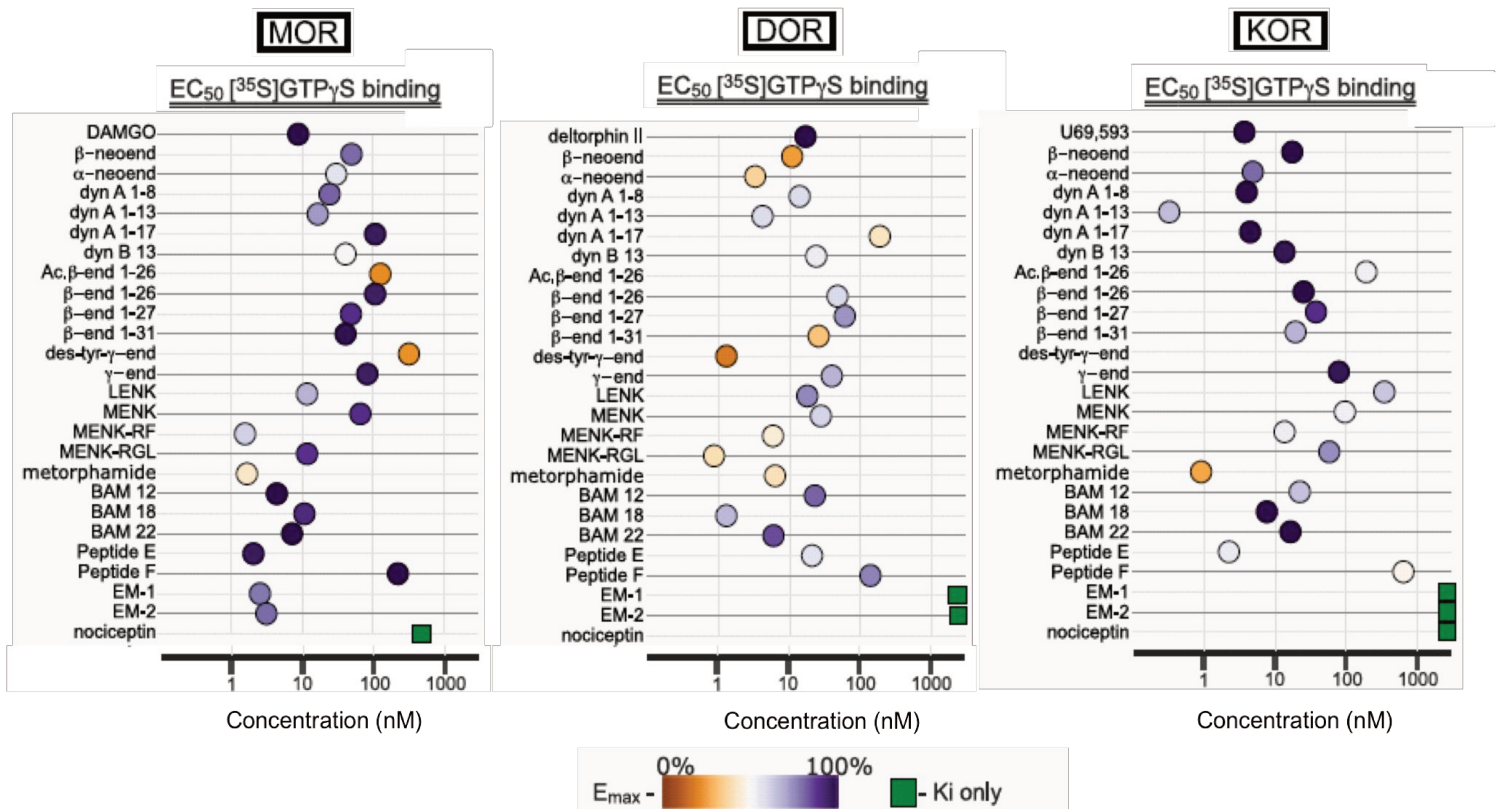 MOR
EC50 [35S]GTPγS binding
DAMGO
β-neoend
α-neoend
dyn A 1-8
dyn A 1-13
dyn A 1-17
dyn B 13
Ac.β-end 1-26
β-end 1-26
β-end 1-27
β-end 1-31
des-tyr-γ-end
γ-end
LENK
MENK
MENK-RF
MENK-RGL
metorphamide
BAM 12
BAM 18
BAM 22
Peptide E
Peptide F
EM-1
EM-2
nociceptin
1 10 100 1000
Concentration (nM)
DOR
EC50 [35S]GTPγS binding
deltorphin II
β-neoend
α-neoend
dyn A 1-8
dyn A 1-13
dyn A 1-17
dyn B 13
Ac.β-end 1-26
β-end 1-26
β-end 1-27
β-end 1-31
des-tyr-γ-end
γ-end
LENK
MENK
MENK-RF
MENK-RGL
metorphamide
BAM 12
BAM 18
BAM 22
Peptide E
Peptide F
EM-1
EM-2
nociceptin
1 10 100 1000
Concentration (nM)
KOR
EC50 [35S]GTPγS binding
U69,593
β-neoend
α-neoend
dyn A 1-8
dyn A 1-13
dyn A 1-17
dyn B 13
Ac.β-end 1-26
β-end 1-26
β-end 1-27
β-end 1-31
des-tyr-γ-end
γ-end
LENK
MENK
MENK-RF
MENK-RGL
metorphamide
BAM 12
BAM 18
BAM 22
Peptide E
Peptide F
EM-1
EM-2
nociceptin
1 10 100 1000
Concentration (nM)
0% 100%
Emax - - Ki only